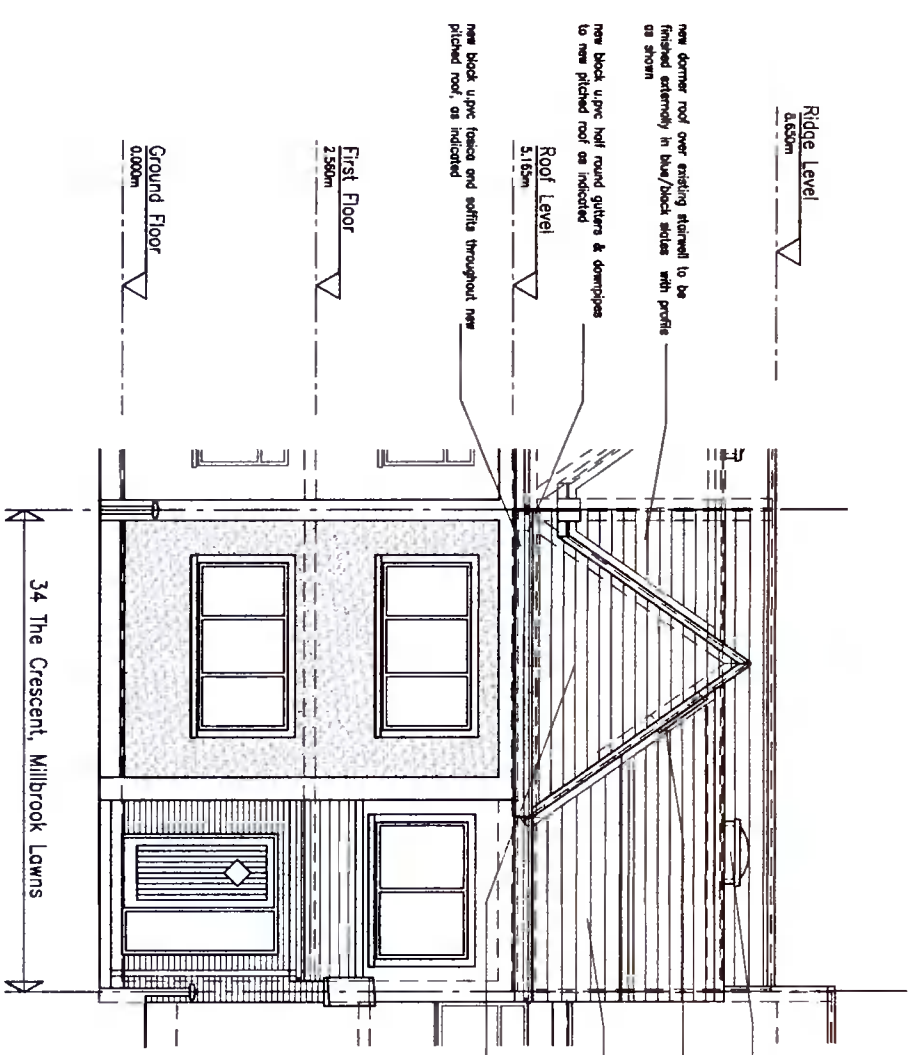 Ridge Level
8.650m
new dormer roof over existing stairwell to be
finished externally in blue/black slates with profile
as shown
new black u.pvc half round gutters & downpipes
to new pitched roof as indicated
Roof Level
5.165m
new black u.pvc fasica and soffits throughout new
pitched roof, as indicated
First Floor
2.560m
Ground Floor
0.000m
34 The Crescent, Millbrook Lawns